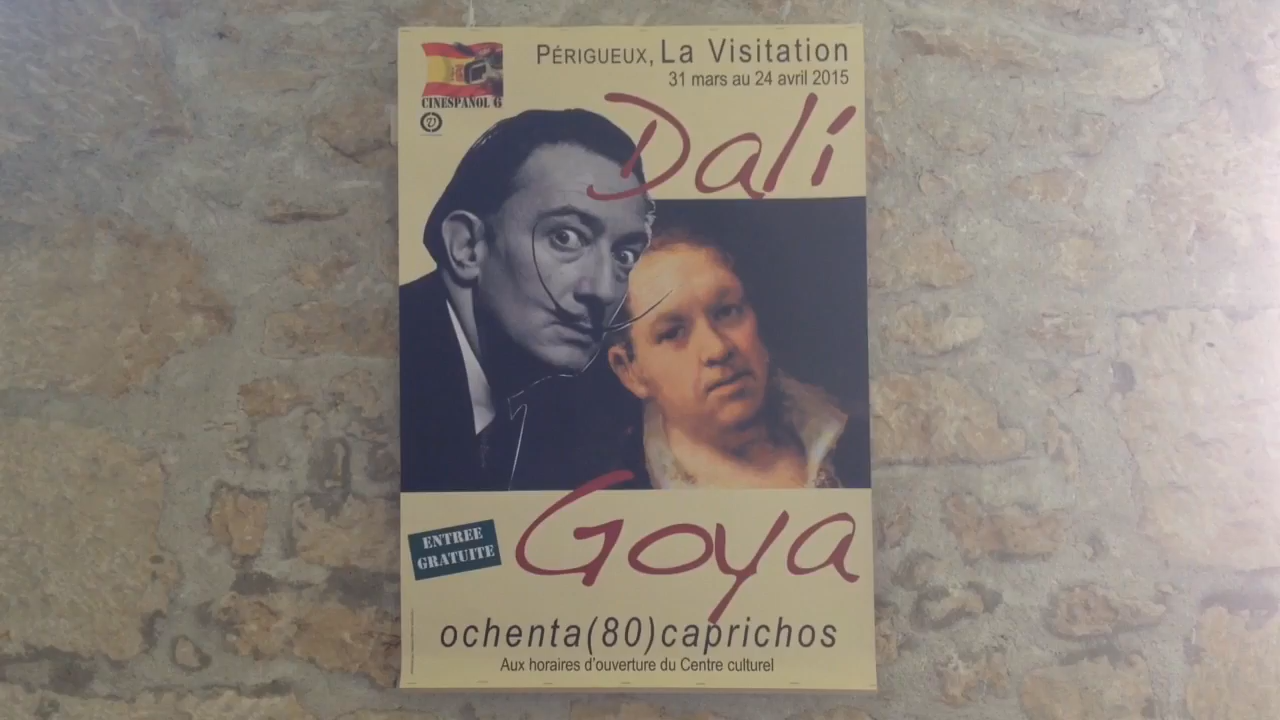 PÉRIGUEUX, La Visitation
31 mars au 24 avril 2015
CINESPAÑOL 6
Dalí
Goya
ENTREE
GRATUITE
ochenta(80)caprichos
Aux horaires d'ouverture du Centre culturel